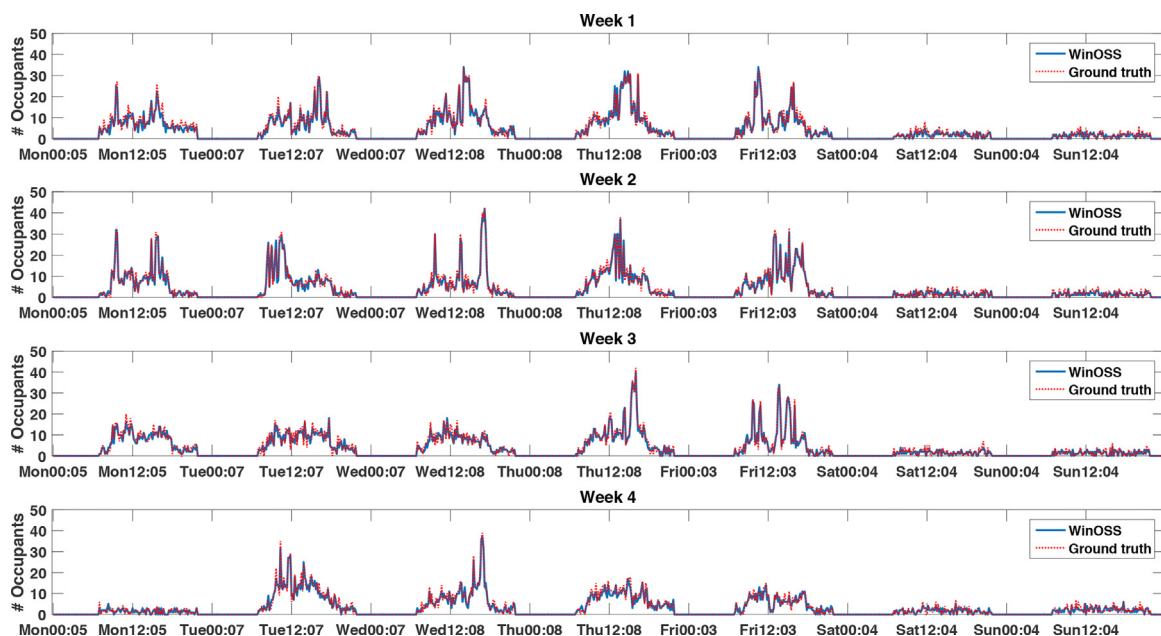 Week 1
50
40
30
20
10
0
# Occupants
WinOSS
Ground truth
Mon00:05 Mon12:05 Tue00:07 Tue12:07 Wed00:07 Wed12:08 Thu00:08 Thu12:08 Fri00:03 Fri12:03 Sat00:04 Sat12:04 Sun00:04 Sun12:04
Week 2
50
40
30
20
10
0
# Occupants
WinOSS
Ground truth
Mon00:05 Mon12:05 Tue00:07 Tue12:07 Wed00:07 Wed12:08 Thu00:08 Thu12:08 Fri00:03 Fri12:03 Sat00:04 Sat12:04 Sun00:04 Sun12:04
Week 3
50
40
30
20
10
0
# Occupants
WinOSS
Ground truth
Mon00:05 Mon12:05 Tue00:07 Tue12:07 Wed00:07 Wed12:08 Thu00:08 Thu12:08 Fri00:03 Fri12:03 Sat00:04 Sat12:04 Sun00:04 Sun12:04
Week 4
50
40
30
20
10
0
# Occupants
WinOSS
Ground truth
Mon00:05 Mon12:05 Tue00:07 Tue12:07 Wed00:07 Wed12:08 Thu00:08 Thu12:08 Fri00:03 Fri12:03 Sat00:04 Sat12:04 Sun00:04 Sun12:04